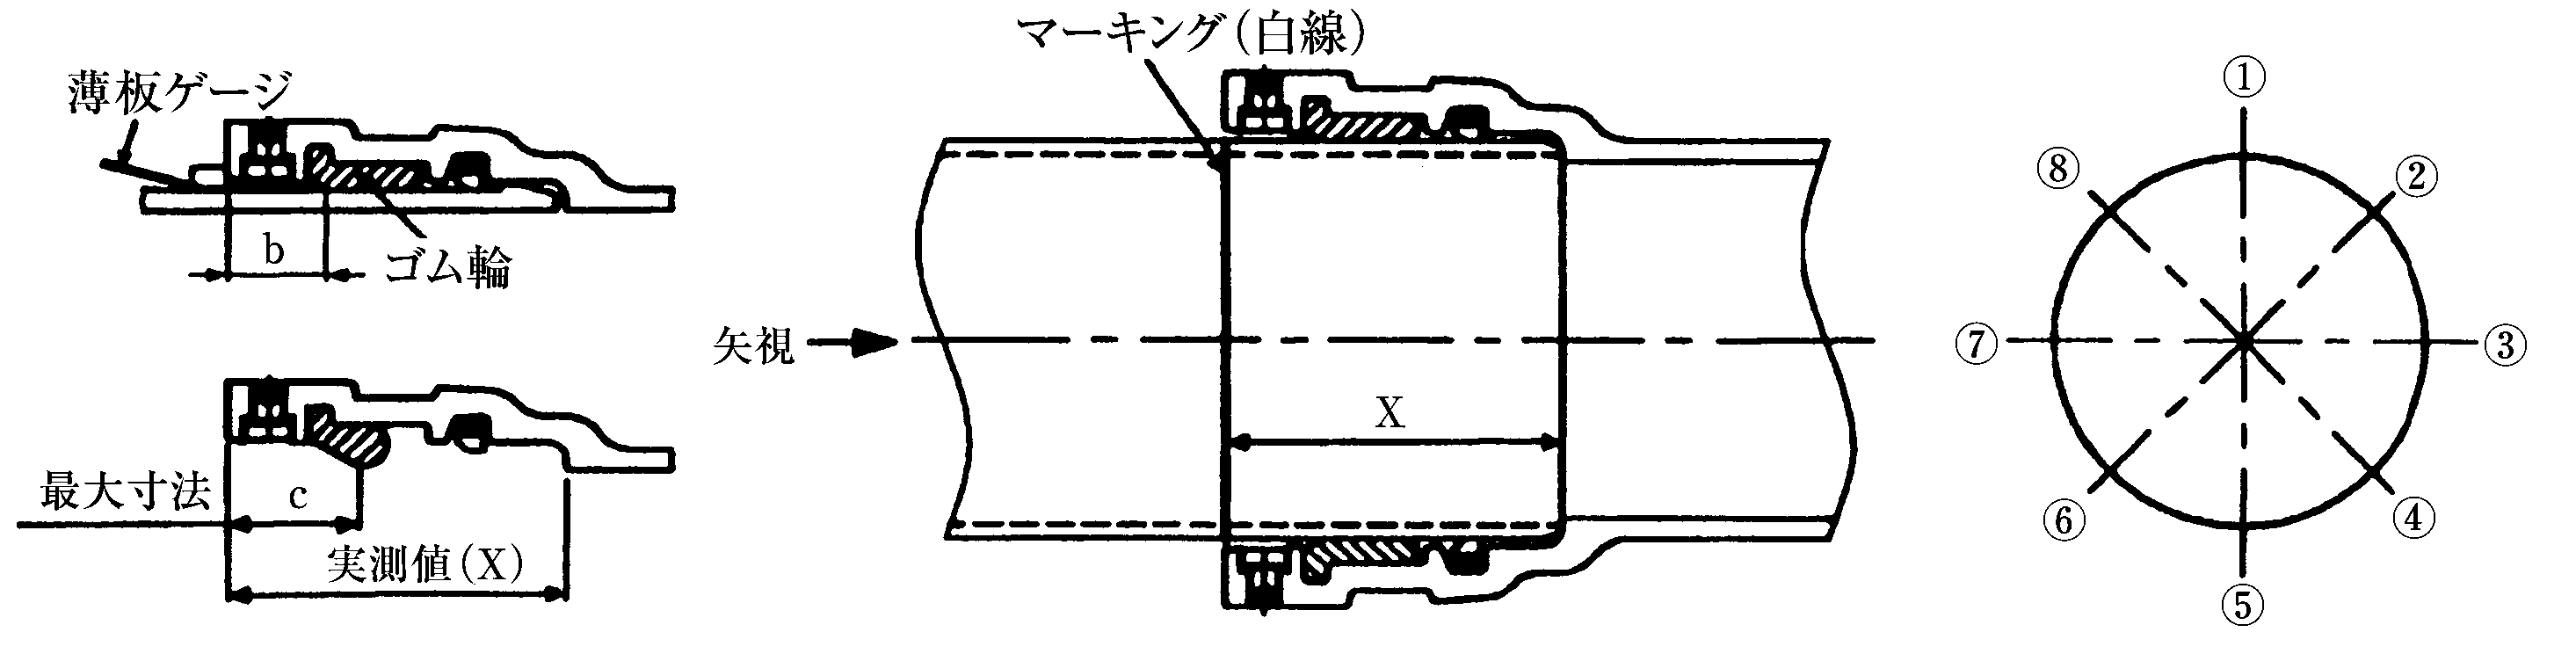 薄板ゲージ
b
ゴム輪
最大寸法
c
実測値(X)
マーキング(白線)
矢視
X
①
②
③
④
⑤
⑥
⑦
⑧